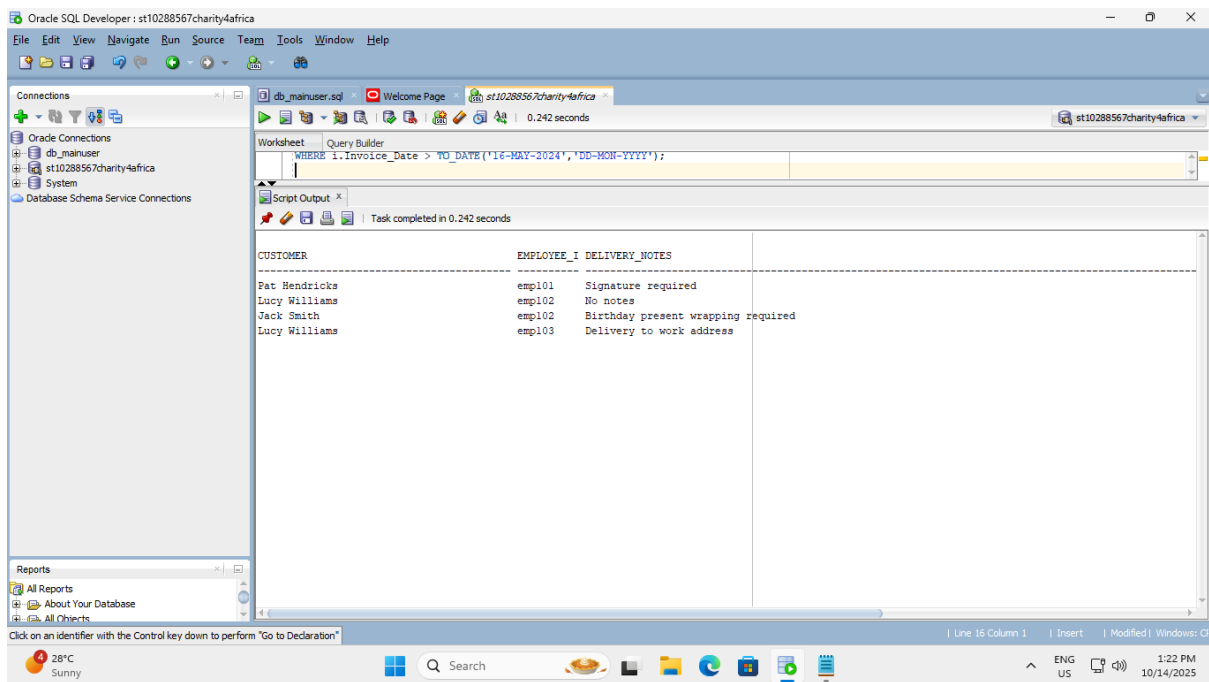 Oracle SQL Developer : st10288567charity4africa
File Edit View Navigate Run Source Team Tools Window Help
Connections
Oracle Connections
db_mainuser
st10288567charity4africa
System
Database Schema Service Connections
db_mainuser.sql
Welcome Page
st10288567charity4africa
0.242 seconds
st10288567charity4africa
Worksheet Query Builder
WHERE i.Invoice_Date > TO_DATE('16-MAY-2024','DD-MON-YYYY');
Script Output
Task completed in 0.242 seconds
CUSTOMER EMPLOYEE_I DELIVERY_NOTES
Pat Hendricks emp101 Signature required
Lucy Williams emp102 No notes
Jack Smith emp102 Birthday present wrapping required
Lucy Williams emp103 Delivery to work address
Reports
All Reports
About Your Database
All Objects
Click on an identifier with the Control key down to perform "Go to Declaration"
Line 16 Column 1 Insert Modified Windows:
4
28°C
Sunny
Search
ENG
US
1:22 PM
10/14/2025